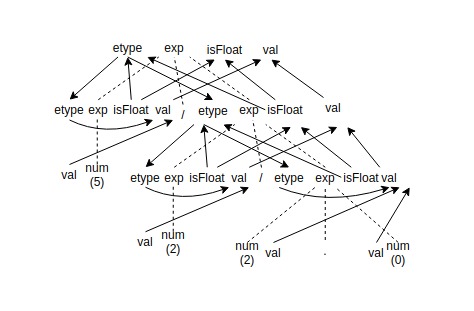 etype exp isFloat val
etype exp isFloat val / etype exp isFloat val
val num
(5)
etype exp isFloat val / etype exp isFloat val
val num
(2)
num val . val num
(2) (0)